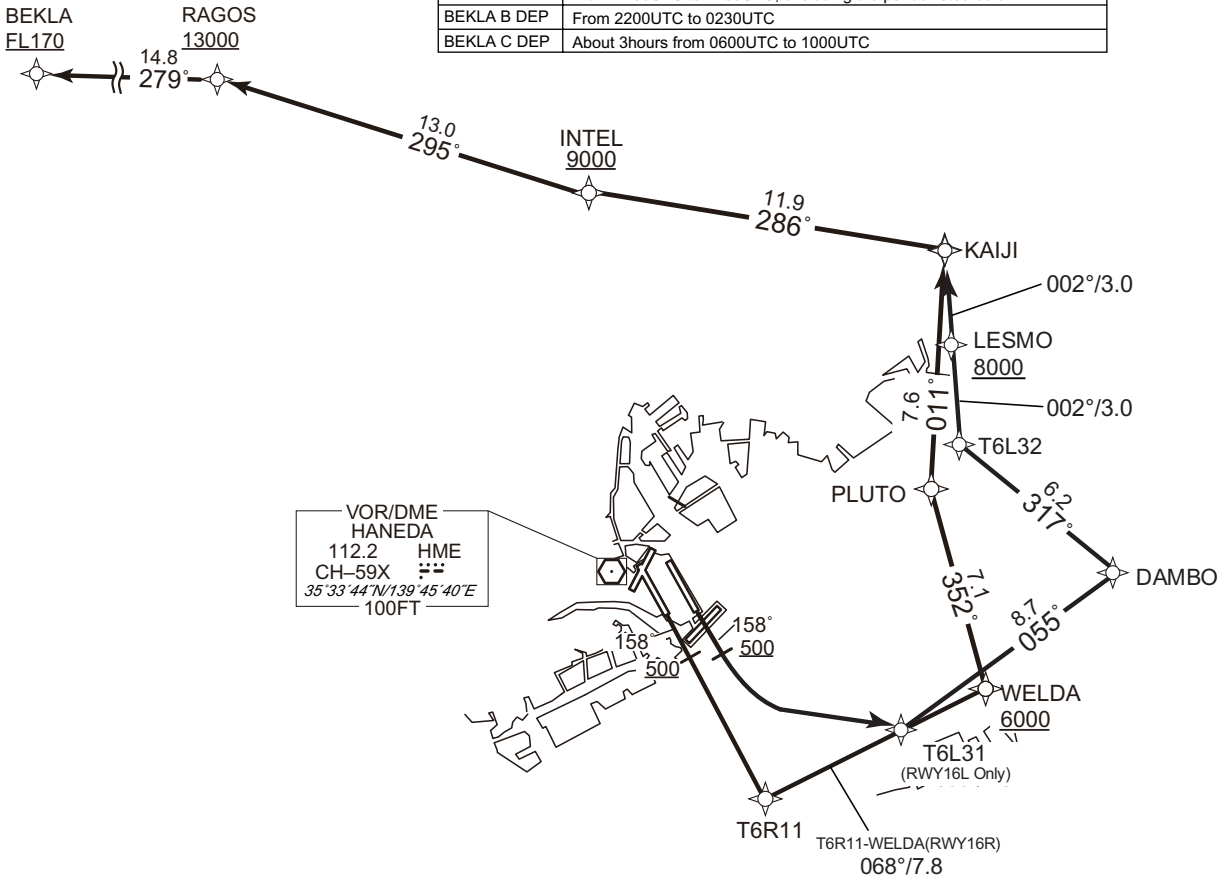 BEKLA B DEP From 2200UTC to 0230UTC
BEKLA C DEP About 3hours from 0600UTC to 1000UTC
BEKLA
FL170
RAGOS
13000
14.8
279°
13.0
295°
INTEL
9000
11.9
286°
KAIJI
002°/3.0
LESMO
8000
7.6
011°
002°/3.0
T6L32
PLUTO
6.2
317°
VOR/DME
HANEDA
112.2 HME
CH–59X
35°33′44″N/139°45′40″E
100FT
7.1
352°
DAMBO
8.7
055°
158°
500
158°
500
WELDA
6000
T6L31
(RWY16L Only)
T6R11
T6R11-WELDA(RWY16R)
068°/7.8